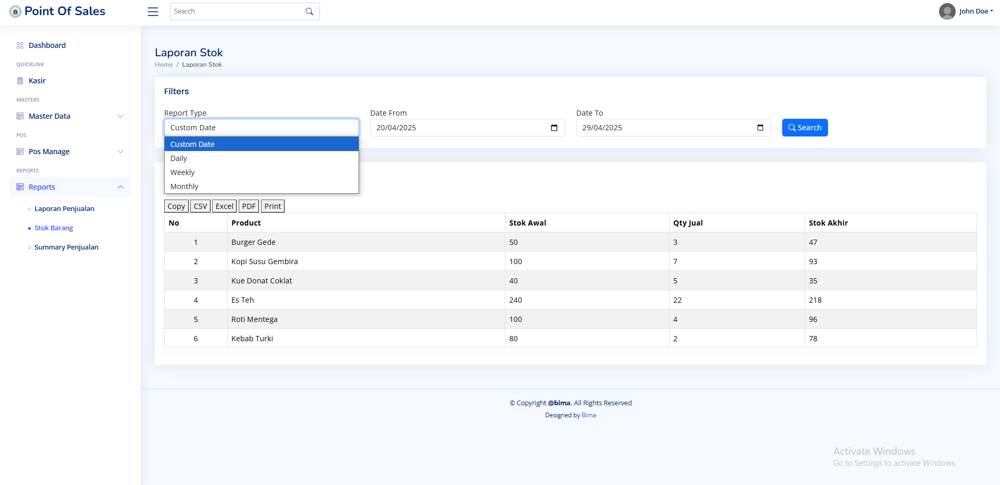 Point Of Sales
Search
John Doe
Dashboard
QUICKLINK
Kasir
MASTERS
Master Data
POS
Pos Manage
REPORTS
Reports
Laporan Penjualan
Stok Barang
Summary Penjualan
Laporan Stok
Home / Laporan Stok
Filters
Report Type Date From Date To
Custom Date 20/04/2025 29/04/2025 Search
Custom Date
Daily
Weekly
Monthly
Copy CSV Excel PDF Print
No Product Stok Awal Qty Jual Stok Akhir
1 Burger Gede 50 3 47
2 Kopi Susu Gembira 100 7 93
3 Kue Donat Coklat 40 5 35
4 Es Teh 240 22 218
5 Roti Mentega 100 4 96
6 Kebab Turki 80 2 78
© Copyright @bima. All Rights Reserved
Designed by Bima
Activate Windows
Go to Settings to activate Windows.